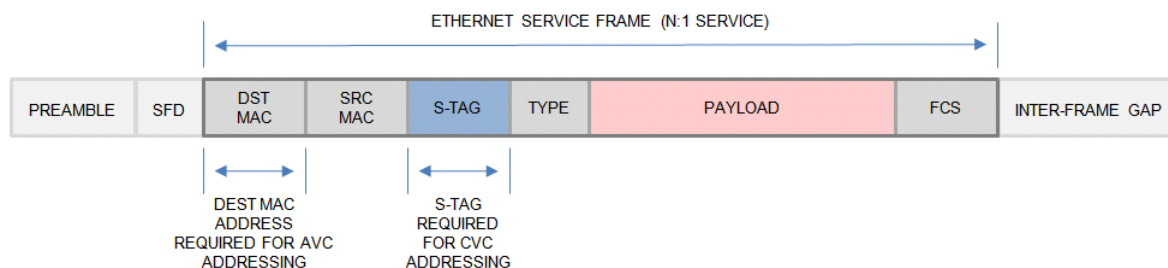 ETHERNET SERVICE FRAME (N:1 SERVICE)
PREAMBLE
SFD
DST
MAC
SRC
MAC
S-TAG
TYPE
PAYLOAD
FCS
INTER-FRAME GAP
DEST MAC
ADDRESS
REQUIRED FOR AVC
ADDRESSING
S-TAG
REQUIRED
FOR CVC
ADDRESSING